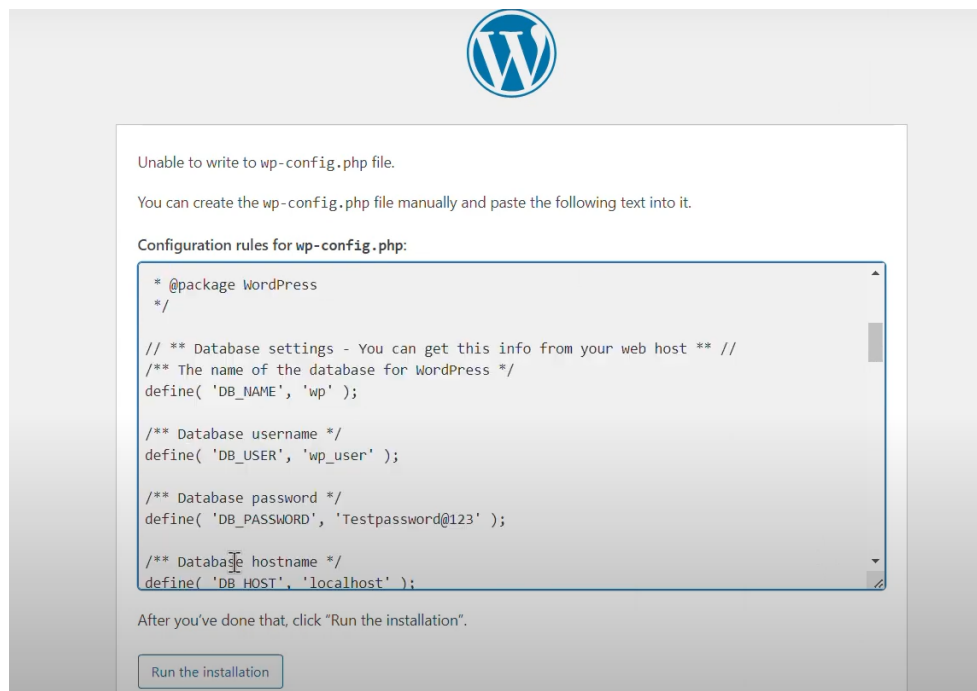 Unable to write to wp-config.php file.
You can create the wp-config.php file manually and paste the following text into it.
Configuration rules for wp-config.php:
* @package WordPress
*/
// ** Database settings - You can get this info from your web host ** //
/** The name of the database for WordPress */
define( 'DB_NAME', 'wp' );
/** Database username */
define( 'DB_USER', 'wp_user' );
/** Database password */
define( 'DB_PASSWORD', 'Testpassword@123' );
/** Database hostname */
define( 'DB_HOST', 'localhost' );
After you’ve done that, click “Run the installation”.
Run the installation